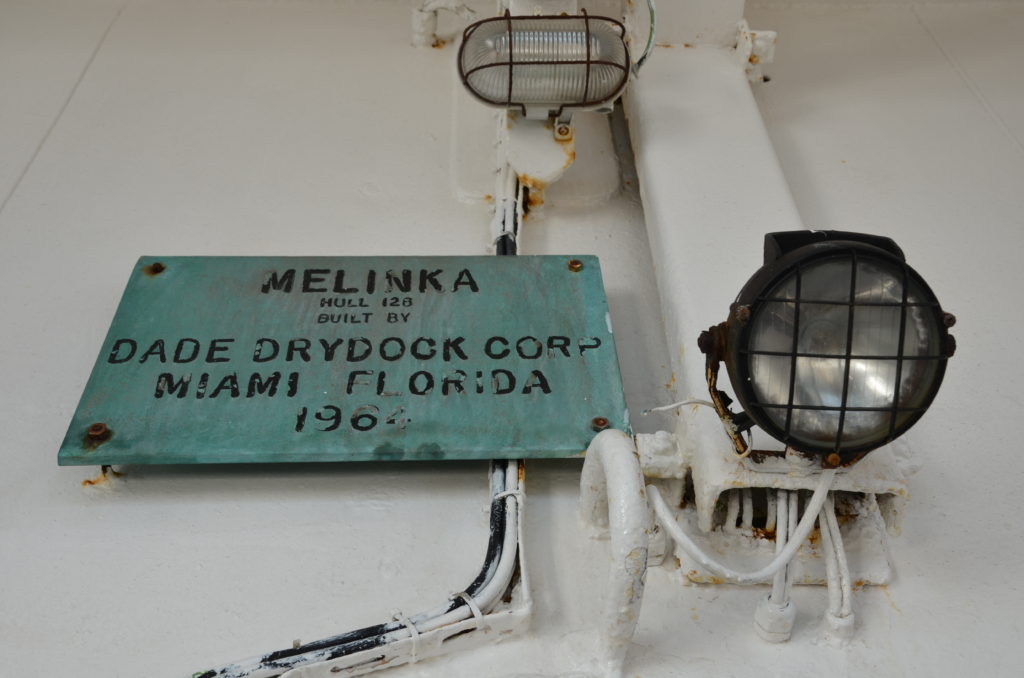 MELINKA
HULL 128
BUILT BY
DADE DRYDOCK CORP
MIAMI FLORIDA
1964